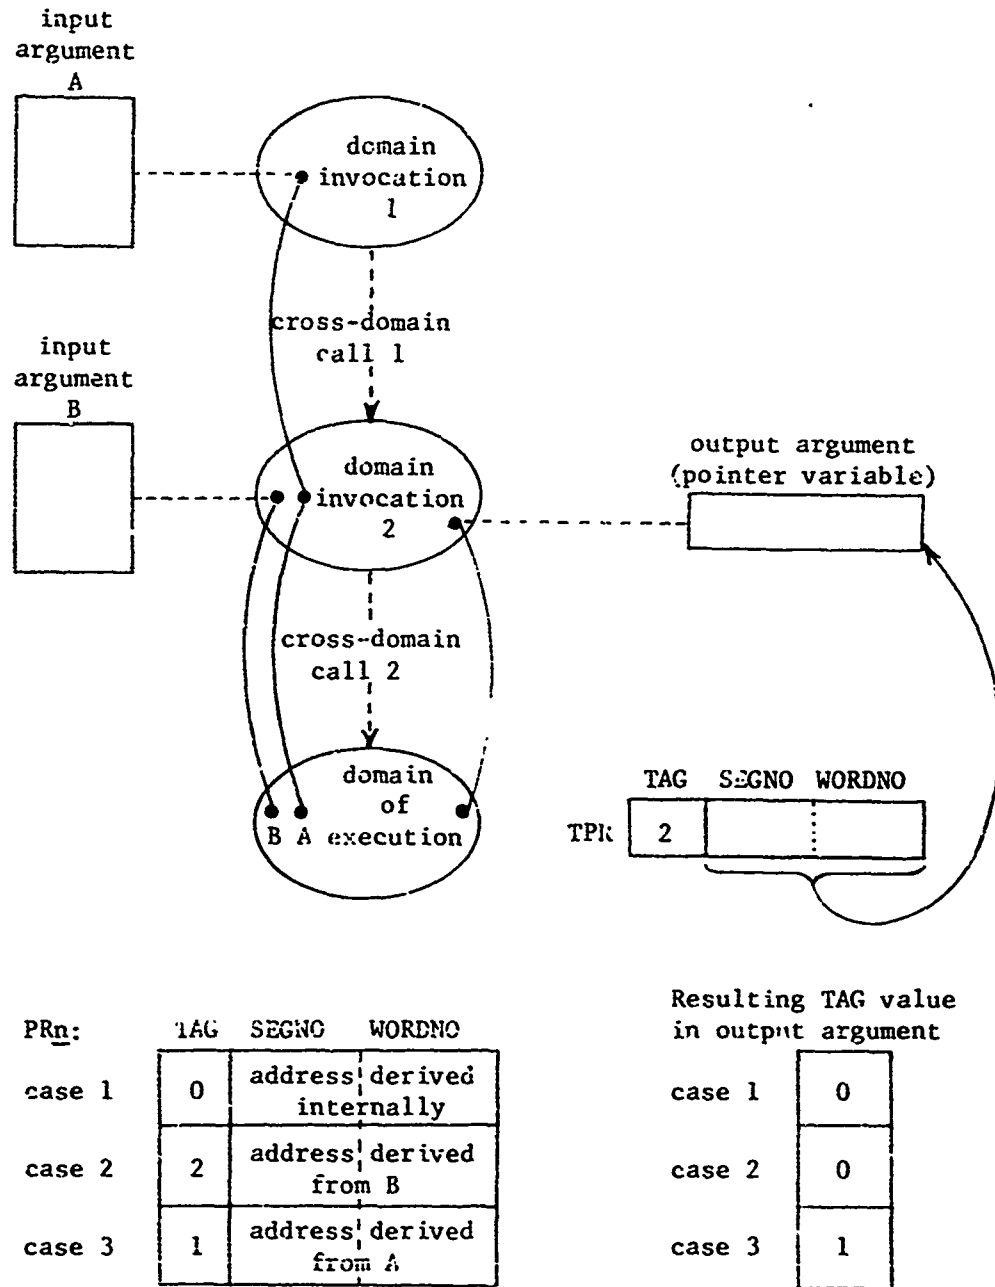 input
argument
A
domain
invocation
1
cross-domain
call 1
input
argument
B
domain
invocation
2
output argument
(pointer variable)
cross-domain
call 2
domain
of
B A execution
TAG SEGNO WORDNO
TPR 2
PRn: TAG SEGNO WORDNO
case 1 0 address derived
internally
case 2 2 address derived
from B
case 3 1 address derived
from A
Resulting TAG value
in output argument
case 1 0
case 2 0
case 3 1